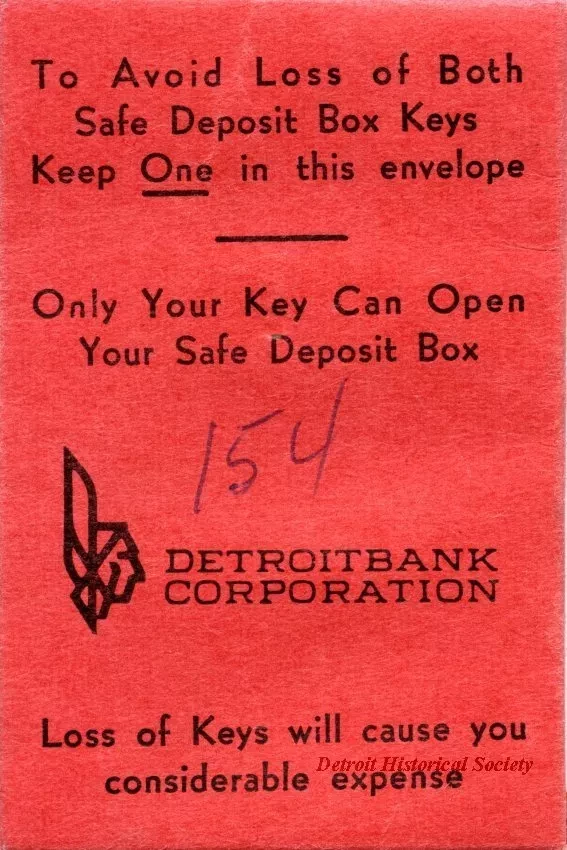 To Avoid Loss of Both
Safe Deposit Box Keys
Keep One in this envelope
Only Your Key Can Open
Your Safe Deposit Box
154
DETROITBANK
CORPORATION
Loss of Keys will cause you
Detroit Historical Society
considerable expense